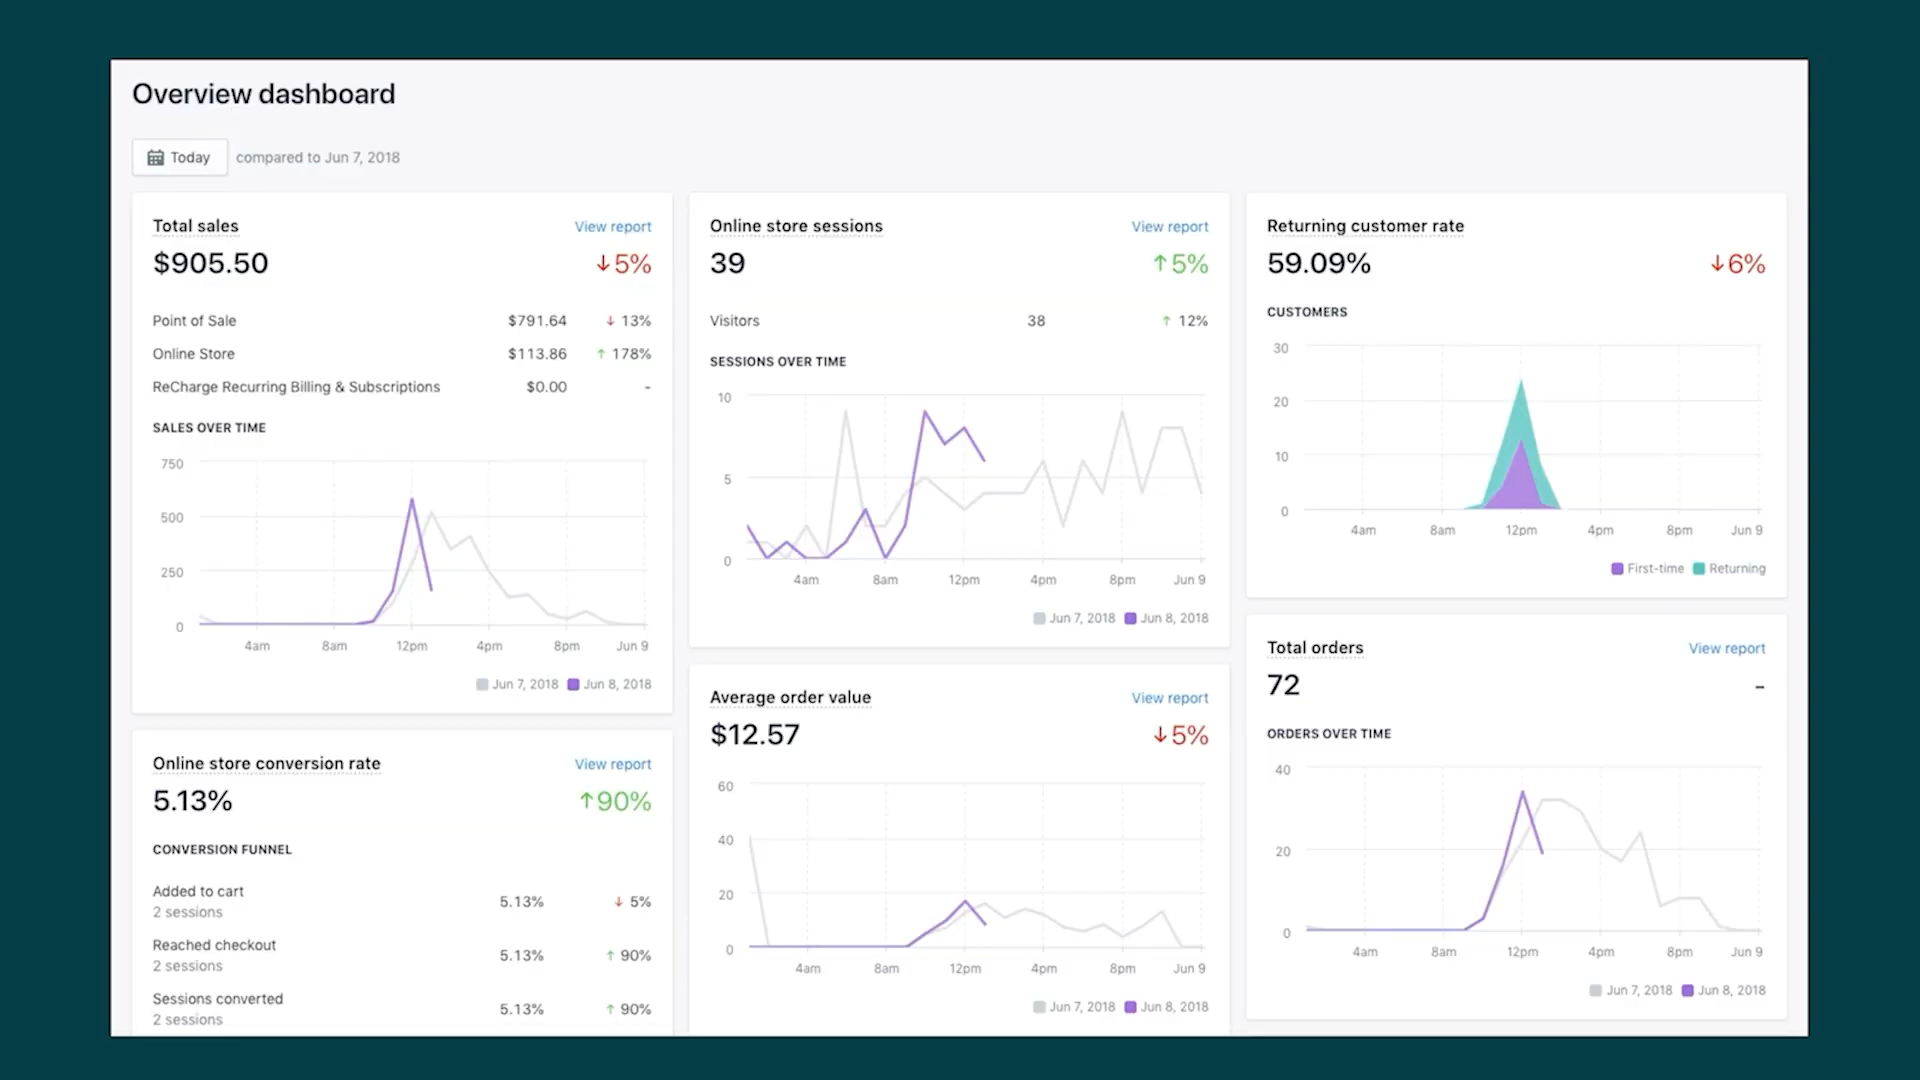 Overview dashboard
Today compared to Jun 7, 2018
Total sales View report
$905.50 ↓5%
Point of Sale $791.64 ↓ 13%
Online Store $113.86 ↑ 178%
ReCharge Recurring Billing & Subscriptions $0.00 -
SALES OVER TIME
750
500
250
0
4am 8am 12pm 4pm 8pm Jun 9
Jun 7, 2018 Jun 8, 2018
Online store conversion rate View report
5.13% ↑90%
CONVERSION FUNNEL
Added to cart
2 sessions
5.13% ↓ 5%
Reached checkout
2 sessions
5.13% ↑ 90%
Sessions converted
2 sessions
5.13% ↑ 90%
Online store sessions View report
39 ↑5%
Visitors 38 ↑ 12%
SESSIONS OVER TIME
10
5
0
4am 8am 12pm 4pm 8pm Jun 9
Jun 7, 2018 Jun 8, 2018
Average order value View report
$12.57 ↓5%
60
40
20
0
4am 8am 12pm 4pm 8pm Jun 9
Jun 7, 2018 Jun 8, 2018
Returning customer rate
59.09% ↓6%
CUSTOMERS
30
20
10
0
4am 8am 12pm 4pm 8pm Jun 9
First-time Returning
Total orders View report
72 -
ORDERS OVER TIME
40
20
0
4am 8am 12pm 4pm 8pm Jun 9
Jun 7, 2018 Jun 8, 2018